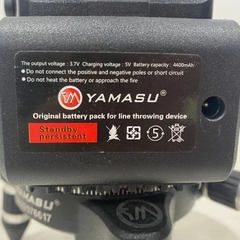 The output voltage : 3.7V Charging voltage : 5V Battery capacity : 4400mAh
●Do not connect the positive and negative poles or short circuit
●Do not heat the battery or approach the fire
YAMASU®
Original battery pack for line throwing device
Standby
persistent